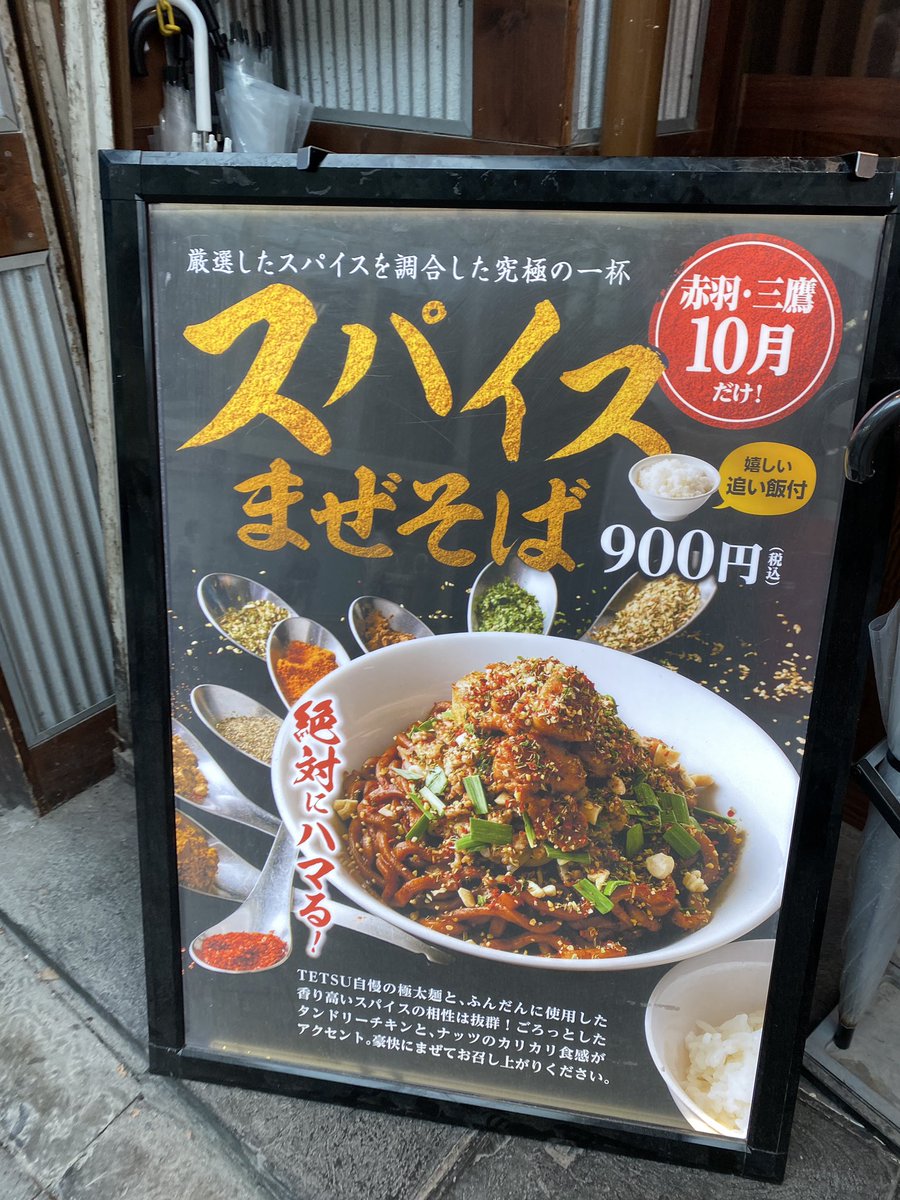 厳選したスパイスを調合した究極の一杯
赤羽・三鷹
10月
だけ!
スパイス
まぜそば
嬉しい
追い飯付
900円(税込)
絶対にハマる!
TETSU自慢の極太麺と、ふんだんに使用した
香り高いスパイスの相性は抜群!ごろっとした
タンドリーチキンと、ナッツのカリカリ食感が
アクセント。豪快にまぜてお召し上がりください。